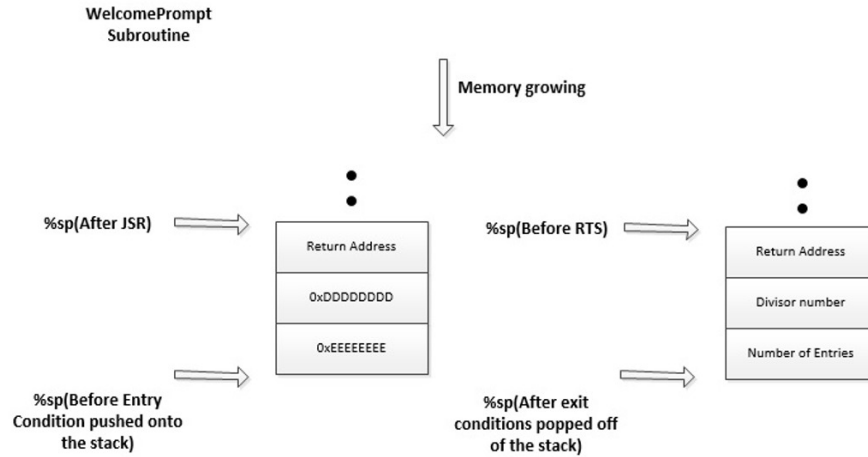 WelcomePrompt
Subroutine
Memory growing
%sp(After JSR)
Return Address
0xDDDDDDDD
0xEEEEEEEE
%sp(Before Entry
Condition pushed onto
the stack)
%sp(Before RTS)
Return Address
Divisor number
Number of Entries
%sp(After exit
conditions popped off
of the stack)